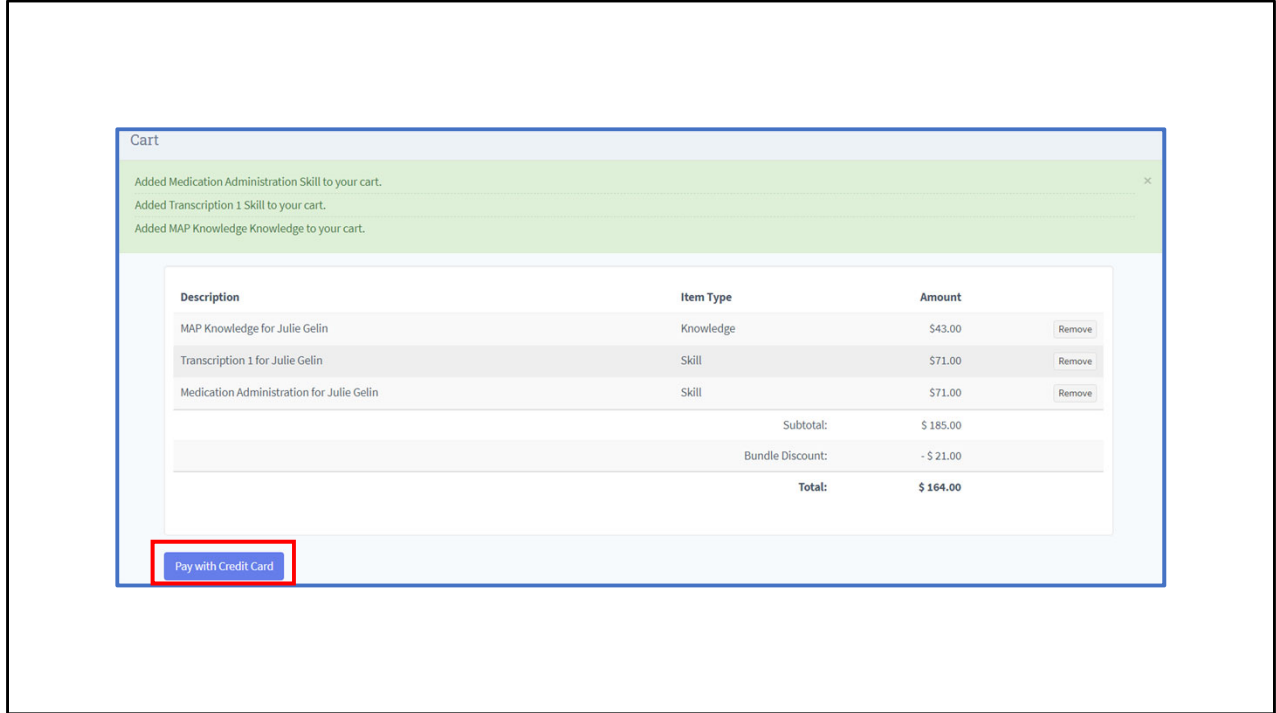 Cart
Added Medication Administration Skill to your cart.
×
Added Transcription 1 Skill to your cart.
Added MAP Knowledge Knowledge to your cart.
Description Item Type Amount
MAP Knowledge for Julie Gelin Knowledge $43.00 Remove
Transcription 1 for Julie Gelin Skill $71.00 Remove
Medication Administration for Julie Gelin Skill $71.00 Remove
Subtotal: $ 185.00
Bundle Discount: - $ 21.00
Total: $ 164.00
Pay with Credit Card